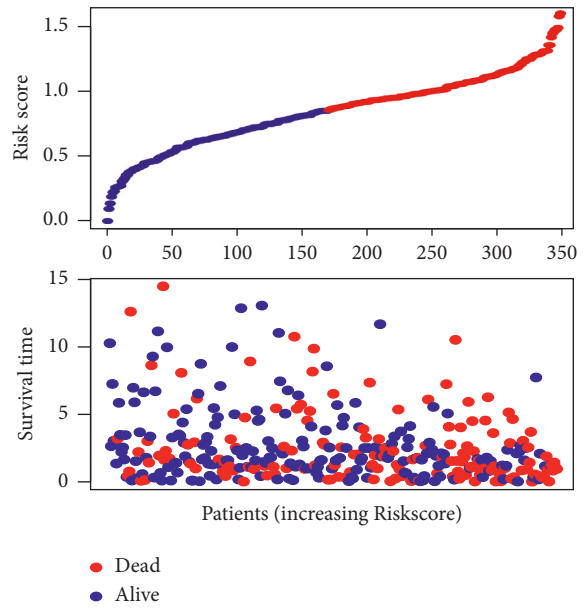 1.5
1.0
0.5
0.0
Risk score
0 50 100 150 200 250 300 350
15
10
5
0
Survival time
Patients (increasing Riskscore)
Dead
Alive